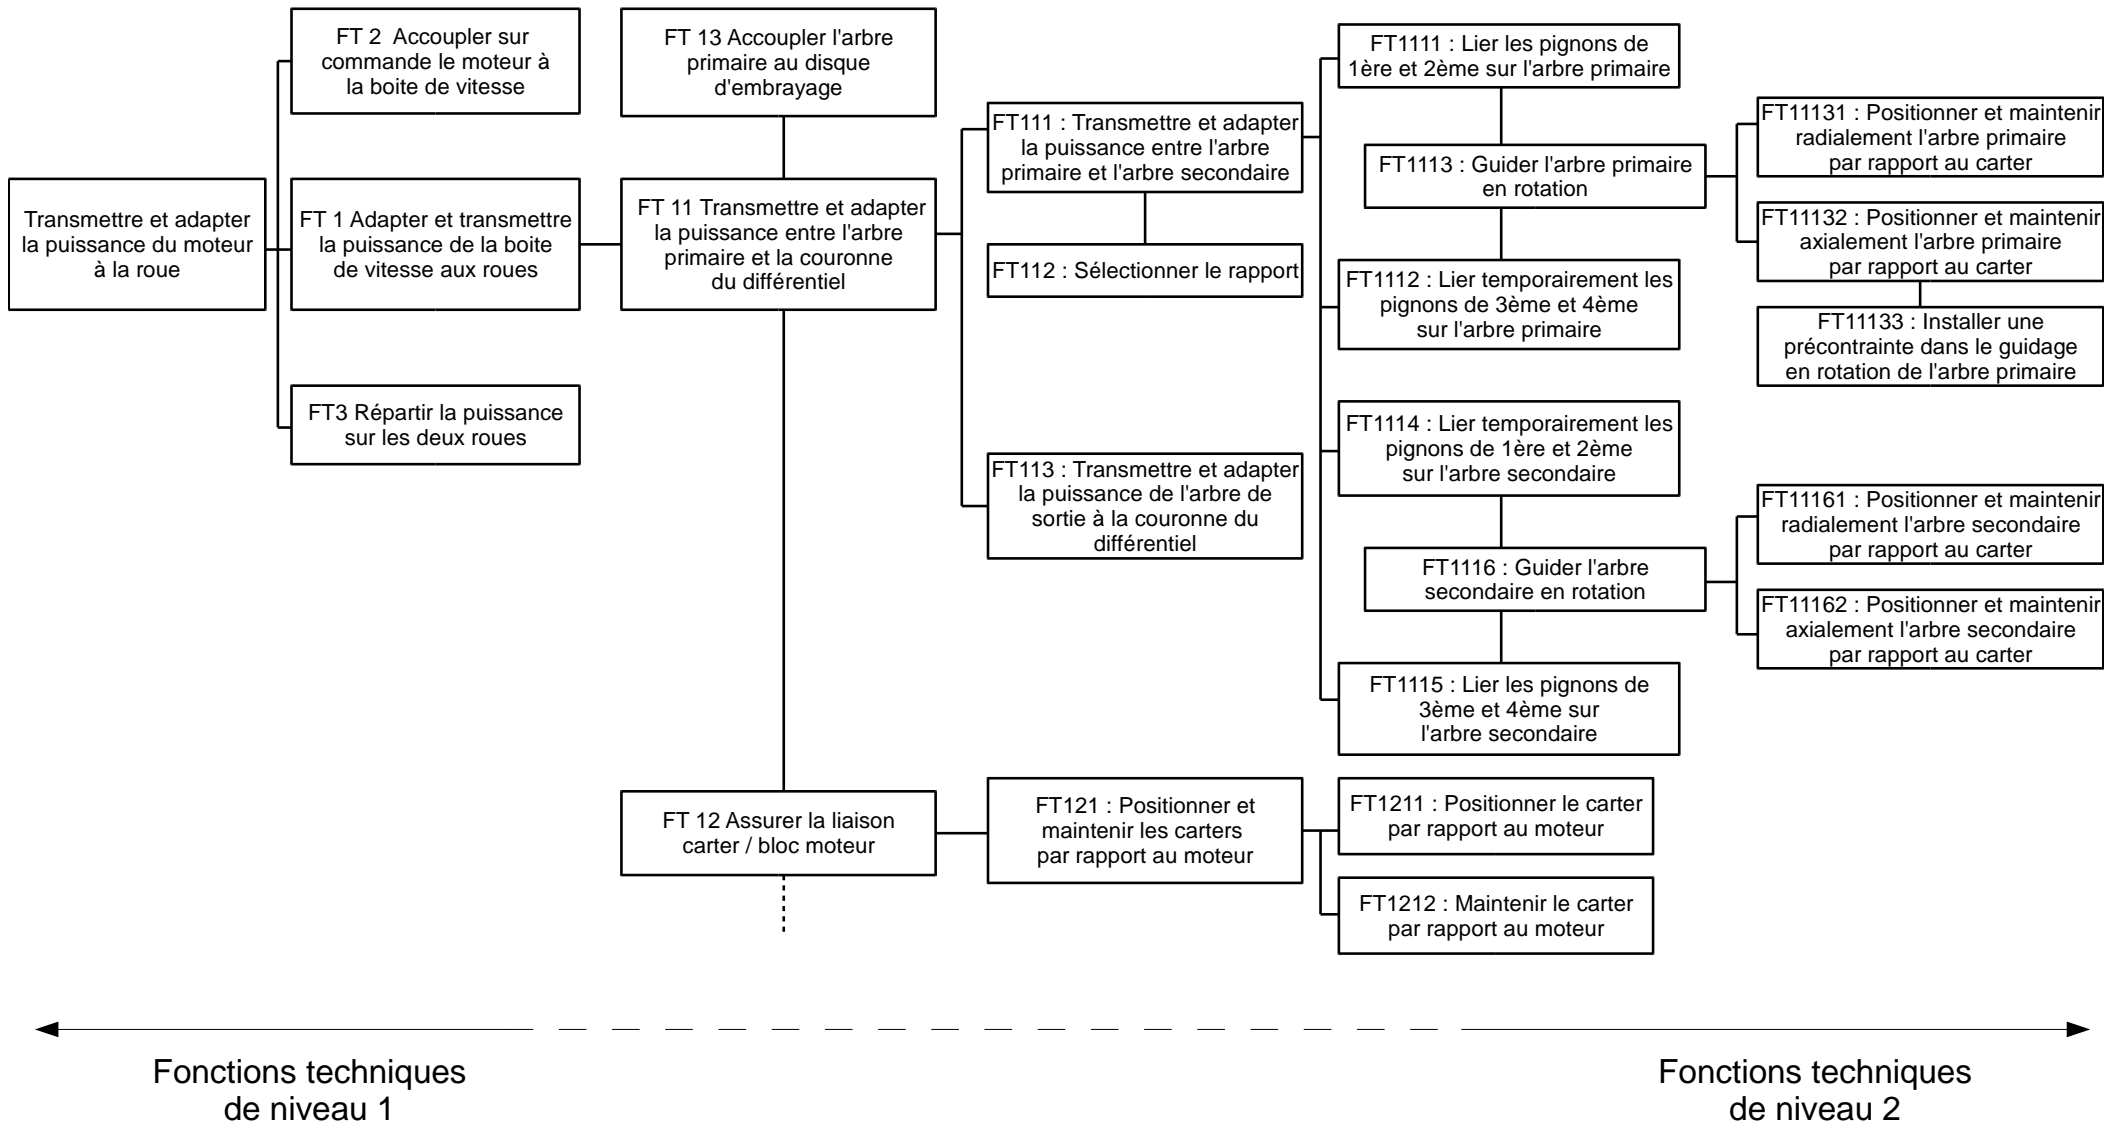 Transmettre et adapter
la puissance du moteur
à la roue
FT 2  Accoupler sur
commande le moteur à
la boite de vitesse
FT 1 Adapter et transmettre
la puissance de la boite
de vitesse aux roues
FT3 Répartir la puissance
sur les deux roues
FT 13 Accoupler l'arbre
primaire au disque
d'embrayage
FT 11 Transmettre et adapter
la puissance entre l'arbre
primaire et la couronne
du différentiel
FT 12 Assurer la liaison
carter / bloc moteur
FT111 : Transmettre et adapter
la puissance entre l'arbre
primaire et l'arbre secondaire
FT112 : Sélectionner le rapport
FT113 : Transmettre et adapter
la puissance de l'arbre de
sortie à la couronne du
différentiel
FT121 : Positionner et
maintenir les carters
par rapport au moteur
FT1111 : Lier les pignons de
1ère et 2ème sur l'arbre primaire
FT1113 : Guider l'arbre primaire
en rotation
FT1112 : Lier temporairement les
pignons de 3ème et 4ème
sur l'arbre primaire
FT1114 : Lier temporairement les
pignons de 1ère et 2ème
sur l'arbre secondaire
FT1116 : Guider l'arbre
secondaire en rotation
FT1115 : Lier les pignons de
3ème et 4ème sur
l'arbre secondaire
FT1211 : Positionner le carter
par rapport au moteur
FT1212 : Maintenir le carter
par rapport au moteur
FT11131 : Positionner et maintenir
radialement l'arbre primaire
par rapport au carter
FT11132 : Positionner et maintenir
axialement l'arbre primaire
par rapport au carter
FT11133 : Installer une
précontrainte dans le guidage
en rotation de l'arbre primaire
FT11161 : Positionner et maintenir
radialement l'arbre secondaire
par rapport au carter
FT11162 : Positionner et maintenir
axialement l'arbre secondaire
par rapport au carter
Fonctions techniques
de niveau 1
Fonctions techniques
de niveau 2